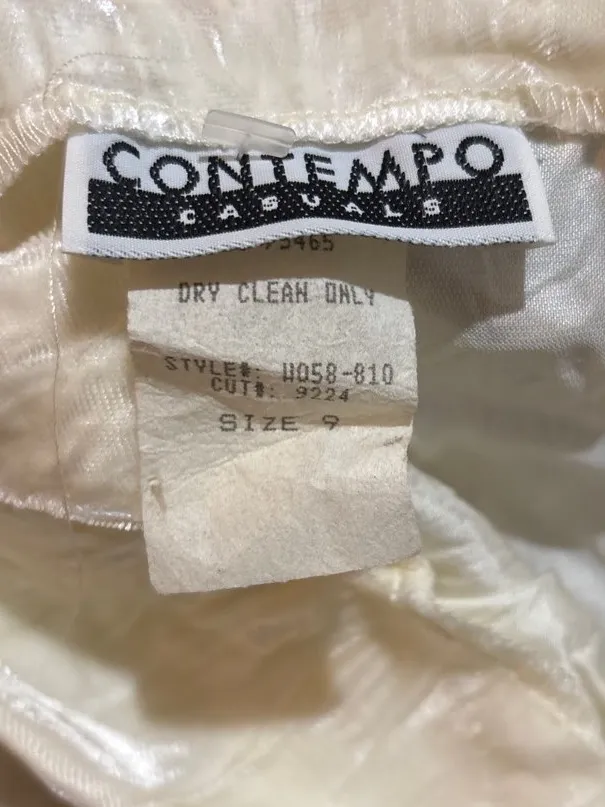 CONTEMPO
CASUALS
DRY CLEAN ONLY
STYLE#: W058-810
CUT#: 9224
SIZE 9